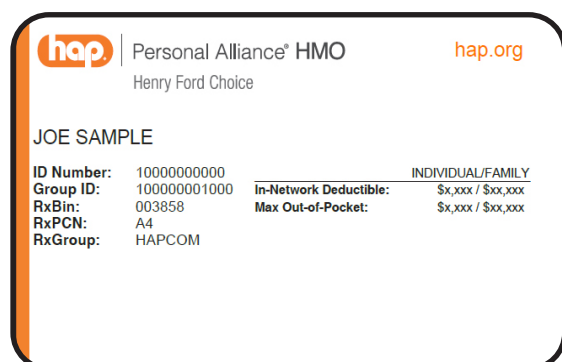 hap. Personal Alliance® HMO hap.org
Henry Ford Choice
JOE SAMPLE
INDIVIDUAL/FAMILY
ID Number: 10000000000
Group ID: 100000001000 In-Network Deductible: $x,xxx / $xx,xxx
RxBin: 003858 Max Out-of-Pocket: $x,xxx / $xx,xxx
RxPCN: A4
RxGroup: HAPCOM